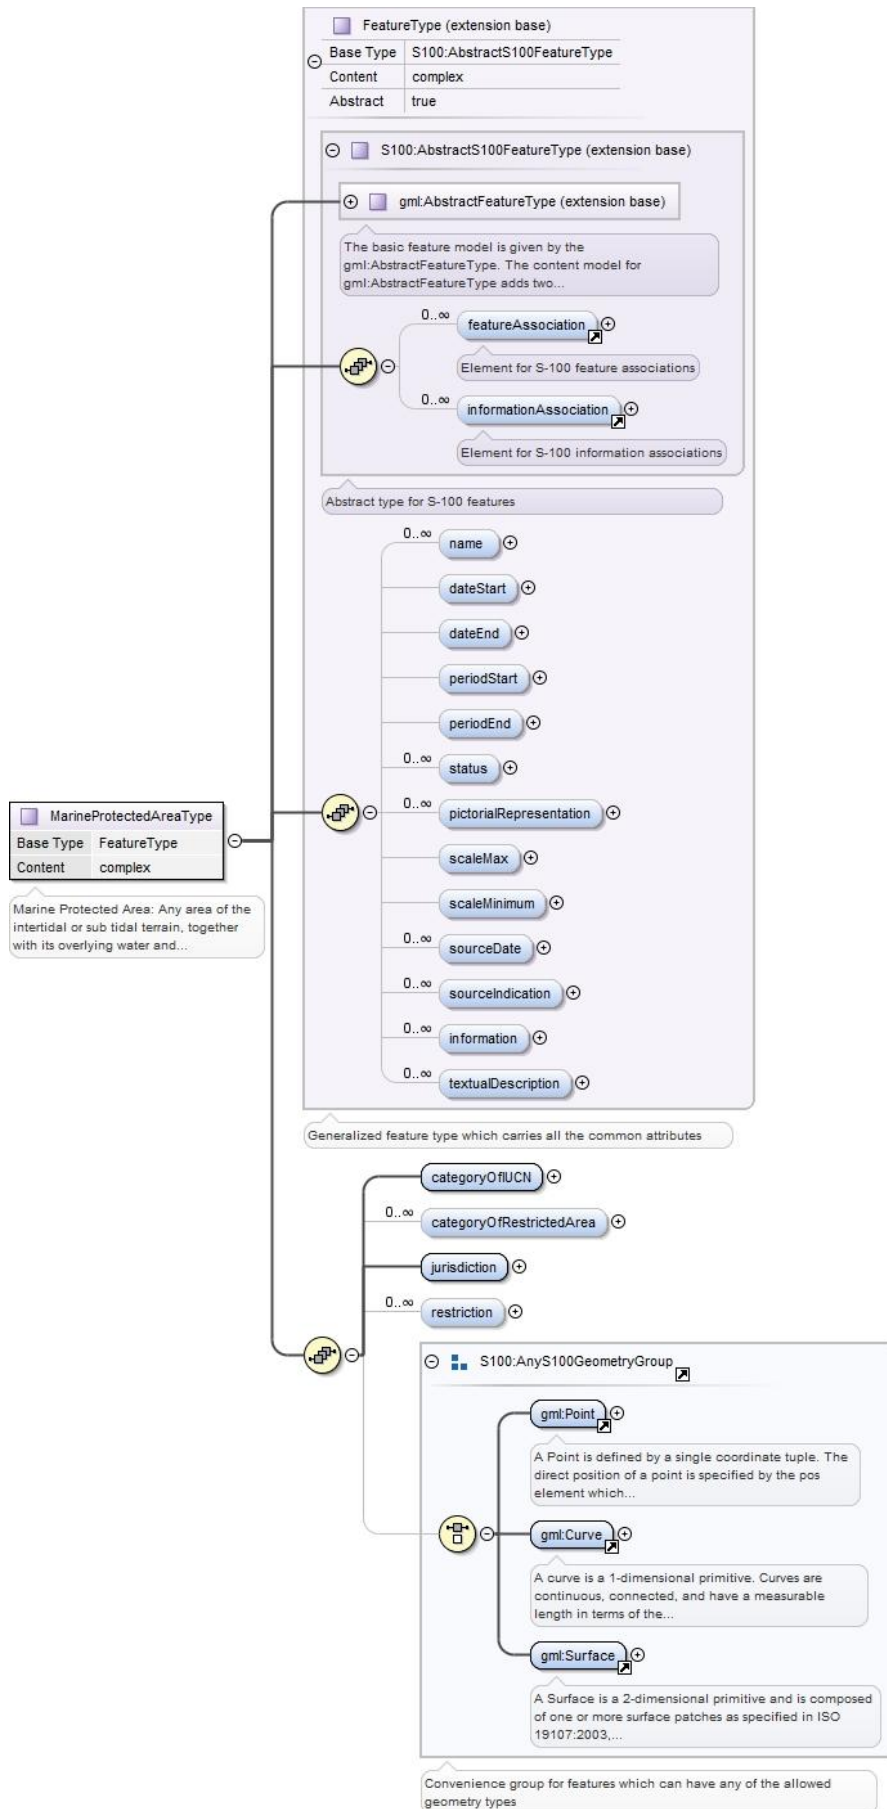 FeatureType (extension base)
Base Type S100:AbstractS100FeatureType
Content complex
Abstract true
S100:AbstractS100FeatureType (extension base)
gml:AbstractFeatureType (extension base)
The basic feature model is given by the
gml:AbstractFeatureType. The content model for
gml:AbstractFeatureType adds two...
0..∞
featureAssociation
Element for S-100 feature associations
0..∞
informationAssociation
Element for S-100 information associations
Abstract type for S-100 features
0..∞
name
dateStart
dateEnd
periodStart
periodEnd
0..∞
status
0..∞
pictorialRepresentation
scaleMax
scaleMinimum
0..∞
sourceDate
0..∞
sourceIndication
0..∞
information
0..∞
textualDescription
Generalized feature type which carries all the common attributes
MarineProtectedAreaType
Base Type FeatureType
Content complex
Marine Protected Area: Any area of the
intertidal or sub tidal terrain, together
with its overlying water and...
categoryOfIUCN
0..∞
categoryOfRestrictedArea
jurisdiction
0..∞
restriction
S100:AnyS100GeometryGroup
gml:Point
A Point is defined by a single coordinate tuple. The
direct position of a point is specified by the pos
element which...
gml:Curve
A curve is a 1-dimensional primitive. Curves are
continuous, connected, and have a measurable
length in terms of the...
gml:Surface
A Surface is a 2-dimensional primitive and is composed
of one or more surface patches as specified in ISO
19107:2003,...
Convenience group for features which can have any of the allowed
geometry types